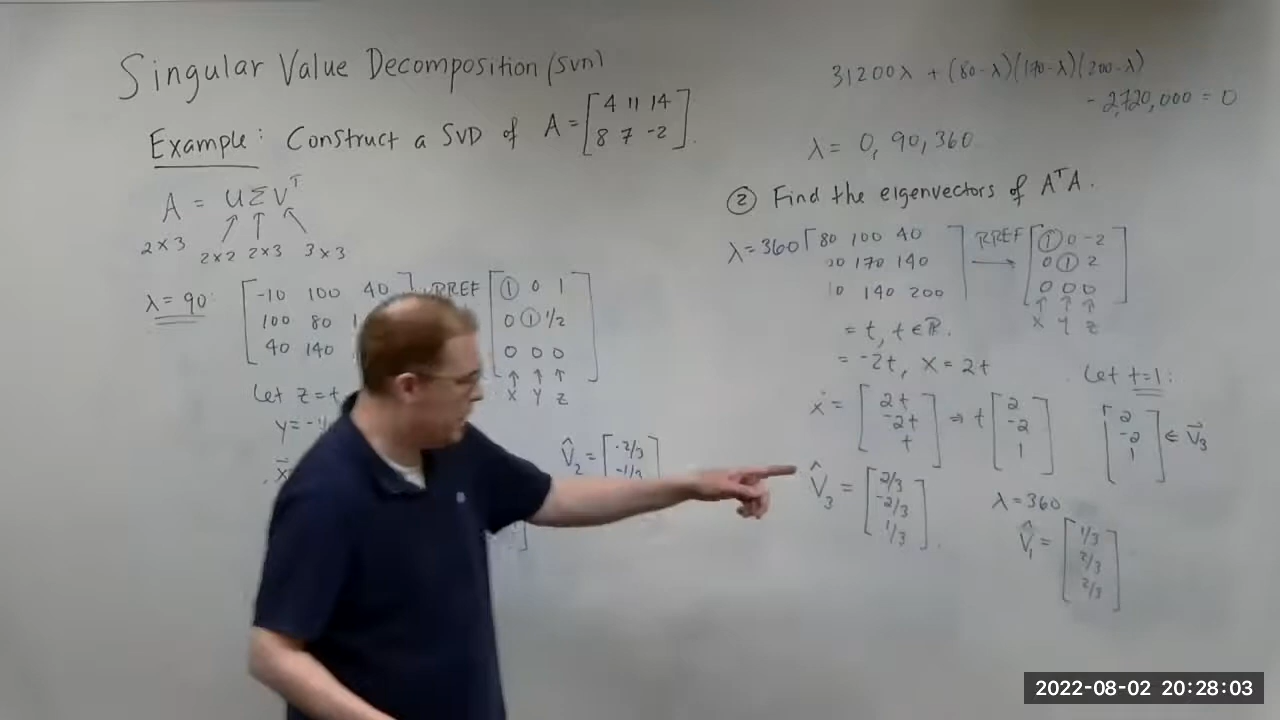 Singular Value Decomposition (SVD)
Example: Construct a SVD of A = [4 11 14
8 7 -2].
A = UΣVᵀ
2×3 2×2 2×3 3×3
λ = 90:
-10 100 40
100 80
40 140
RREF
1 0 1
0 1 1/2
0 0 0
x y z
Let z = t
y = -
x⃗
v̂₂ = -2/3
-1/3
31200λ + (80-λ)(170-λ)(200-λ)
- 2,720,000 = 0
λ = 0, 90, 360
② Find the eigenvectors of AᵀA.
λ = 360
80 100 40
170 140
140 200
RREF
1 0 -2
0 1 2
0 0 0
x y z
= t, t ∈ ℝ.
= -2t, x = 2t
x⃗ = [2t
-2t
t] ⇒ t [2
-2
1]
Let t=1:
[2
-2
1] ∈ V⃗₃
v̂₃ = [2/3
-2/3
1/3].
λ = 360
v̂₁ = [1/3
2/3
2/3]
2022-08-02 20:28:03